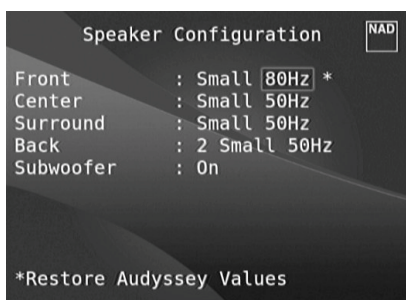 Speaker Configuration
NAD
Front : Small 80Hz *
Center : Small 50Hz
Surround : Small 50Hz
Back : 2 Small 50Hz
Subwoofer : On
*Restore Audyssey Values